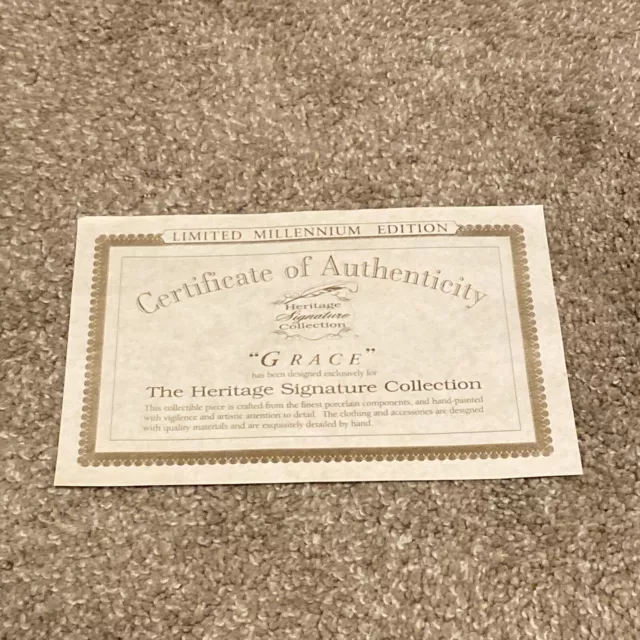 LIMITED MILLENNIUM EDITION
Certificate of Authenticity
Heritage
Signature
Collection
"GRACE"
has been designed exclusively for
The Heritage Signature Collection
This collectible piece is crafted from the finest porcelain components, and hand-painted
with vigilence and artistic attention to detail. The clothing and accessories are designed
with quality materials and are exquisitely detailed by hand.